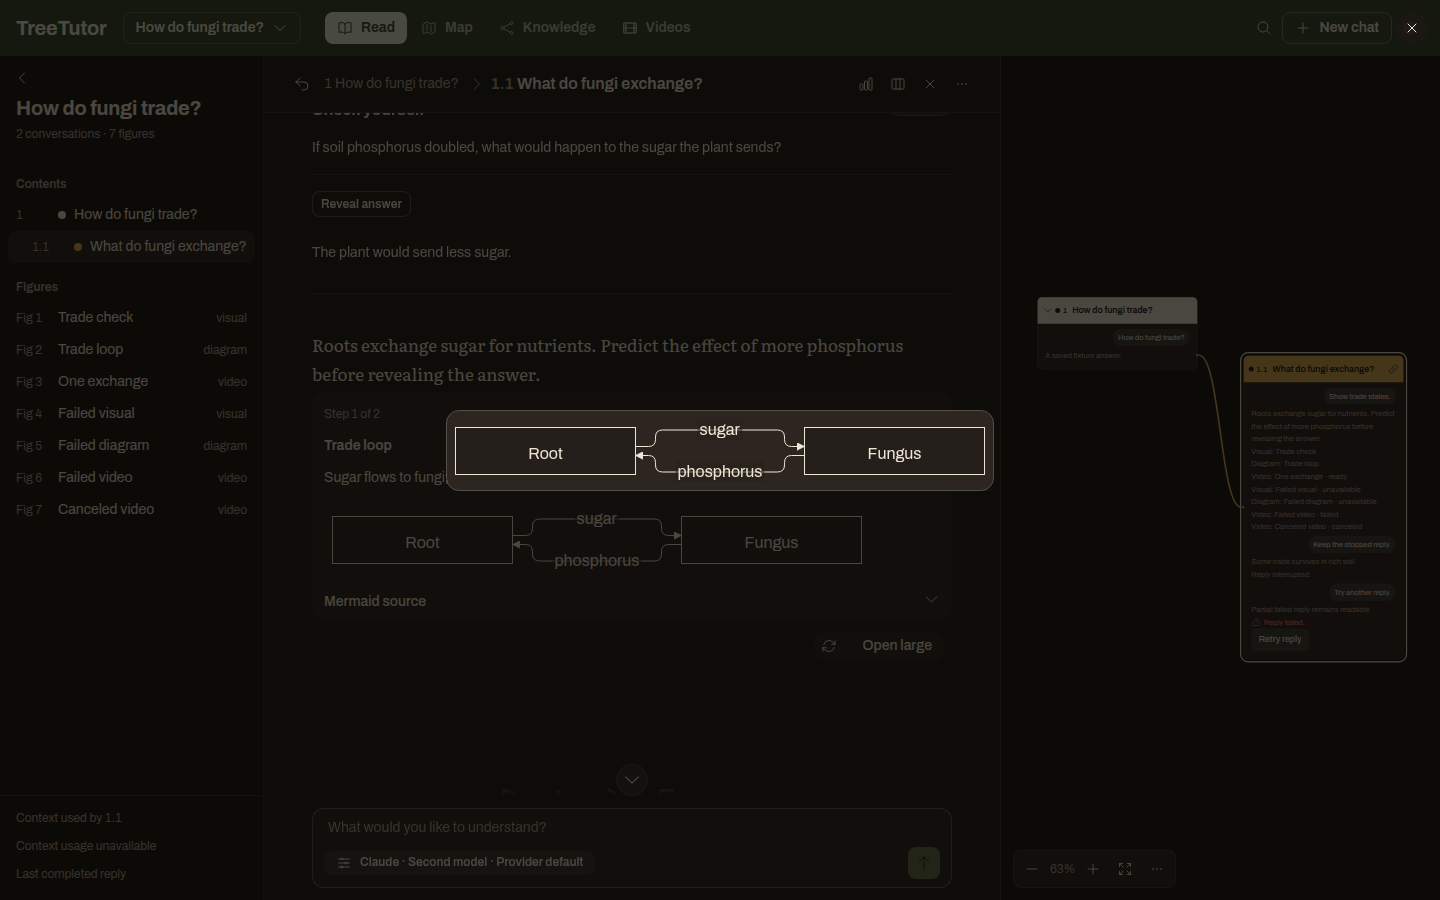 TreeTutor
How do fungi trade?
Read
Map
Knowledge
Videos
New chat
How do fungi trade?
2 conversations · 7 figures
Contents
1 How do fungi trade?
1.1 What do fungi exchange?
Figures
Fig 1 Trade check visual
Fig 2 Trade loop diagram
Fig 3 One exchange video
Fig 4 Failed visual visual
Fig 5 Failed diagram diagram
Fig 6 Failed video video
Fig 7 Canceled video video
Context used by 1.1
Context usage unavailable
Last completed reply
1 How do fungi trade?
1.1 What do fungi exchange?
Check yourself
If soil phosphorus doubled, what would happen to the sugar the plant sends?
Reveal answer
The plant would send less sugar.
Roots exchange sugar for nutrients. Predict the effect of more phosphorus
before revealing the answer.
Step 1 of 2
Trade loop
Sugar flows to fungi
Root
sugar
phosphorus
Fungus
Root
sugar
phosphorus
Fungus
Mermaid source
Open large
What would you like to understand?
Claude · Second model · Provider default
1 How do fungi trade?
How do fungi trade?
A saved fixture answer.
1.1 What do fungi exchange?
Show trade states.
Roots exchange sugar for nutrients. Predict
the effect of more phosphorus before
revealing the answer.
Visual: Trade check
Diagram: Trade loop
Video: One exchange · ready
Visual: Failed visual · unavailable
Diagram: Failed diagram · unavailable
Video: Failed video · failed
Video: Canceled video · canceled
Keep the stopped reply.
Some trade survives in rich soil.
Reply interrupted.
Try another reply.
Partial failed reply remains readable.
Reply failed.
Retry reply
63%